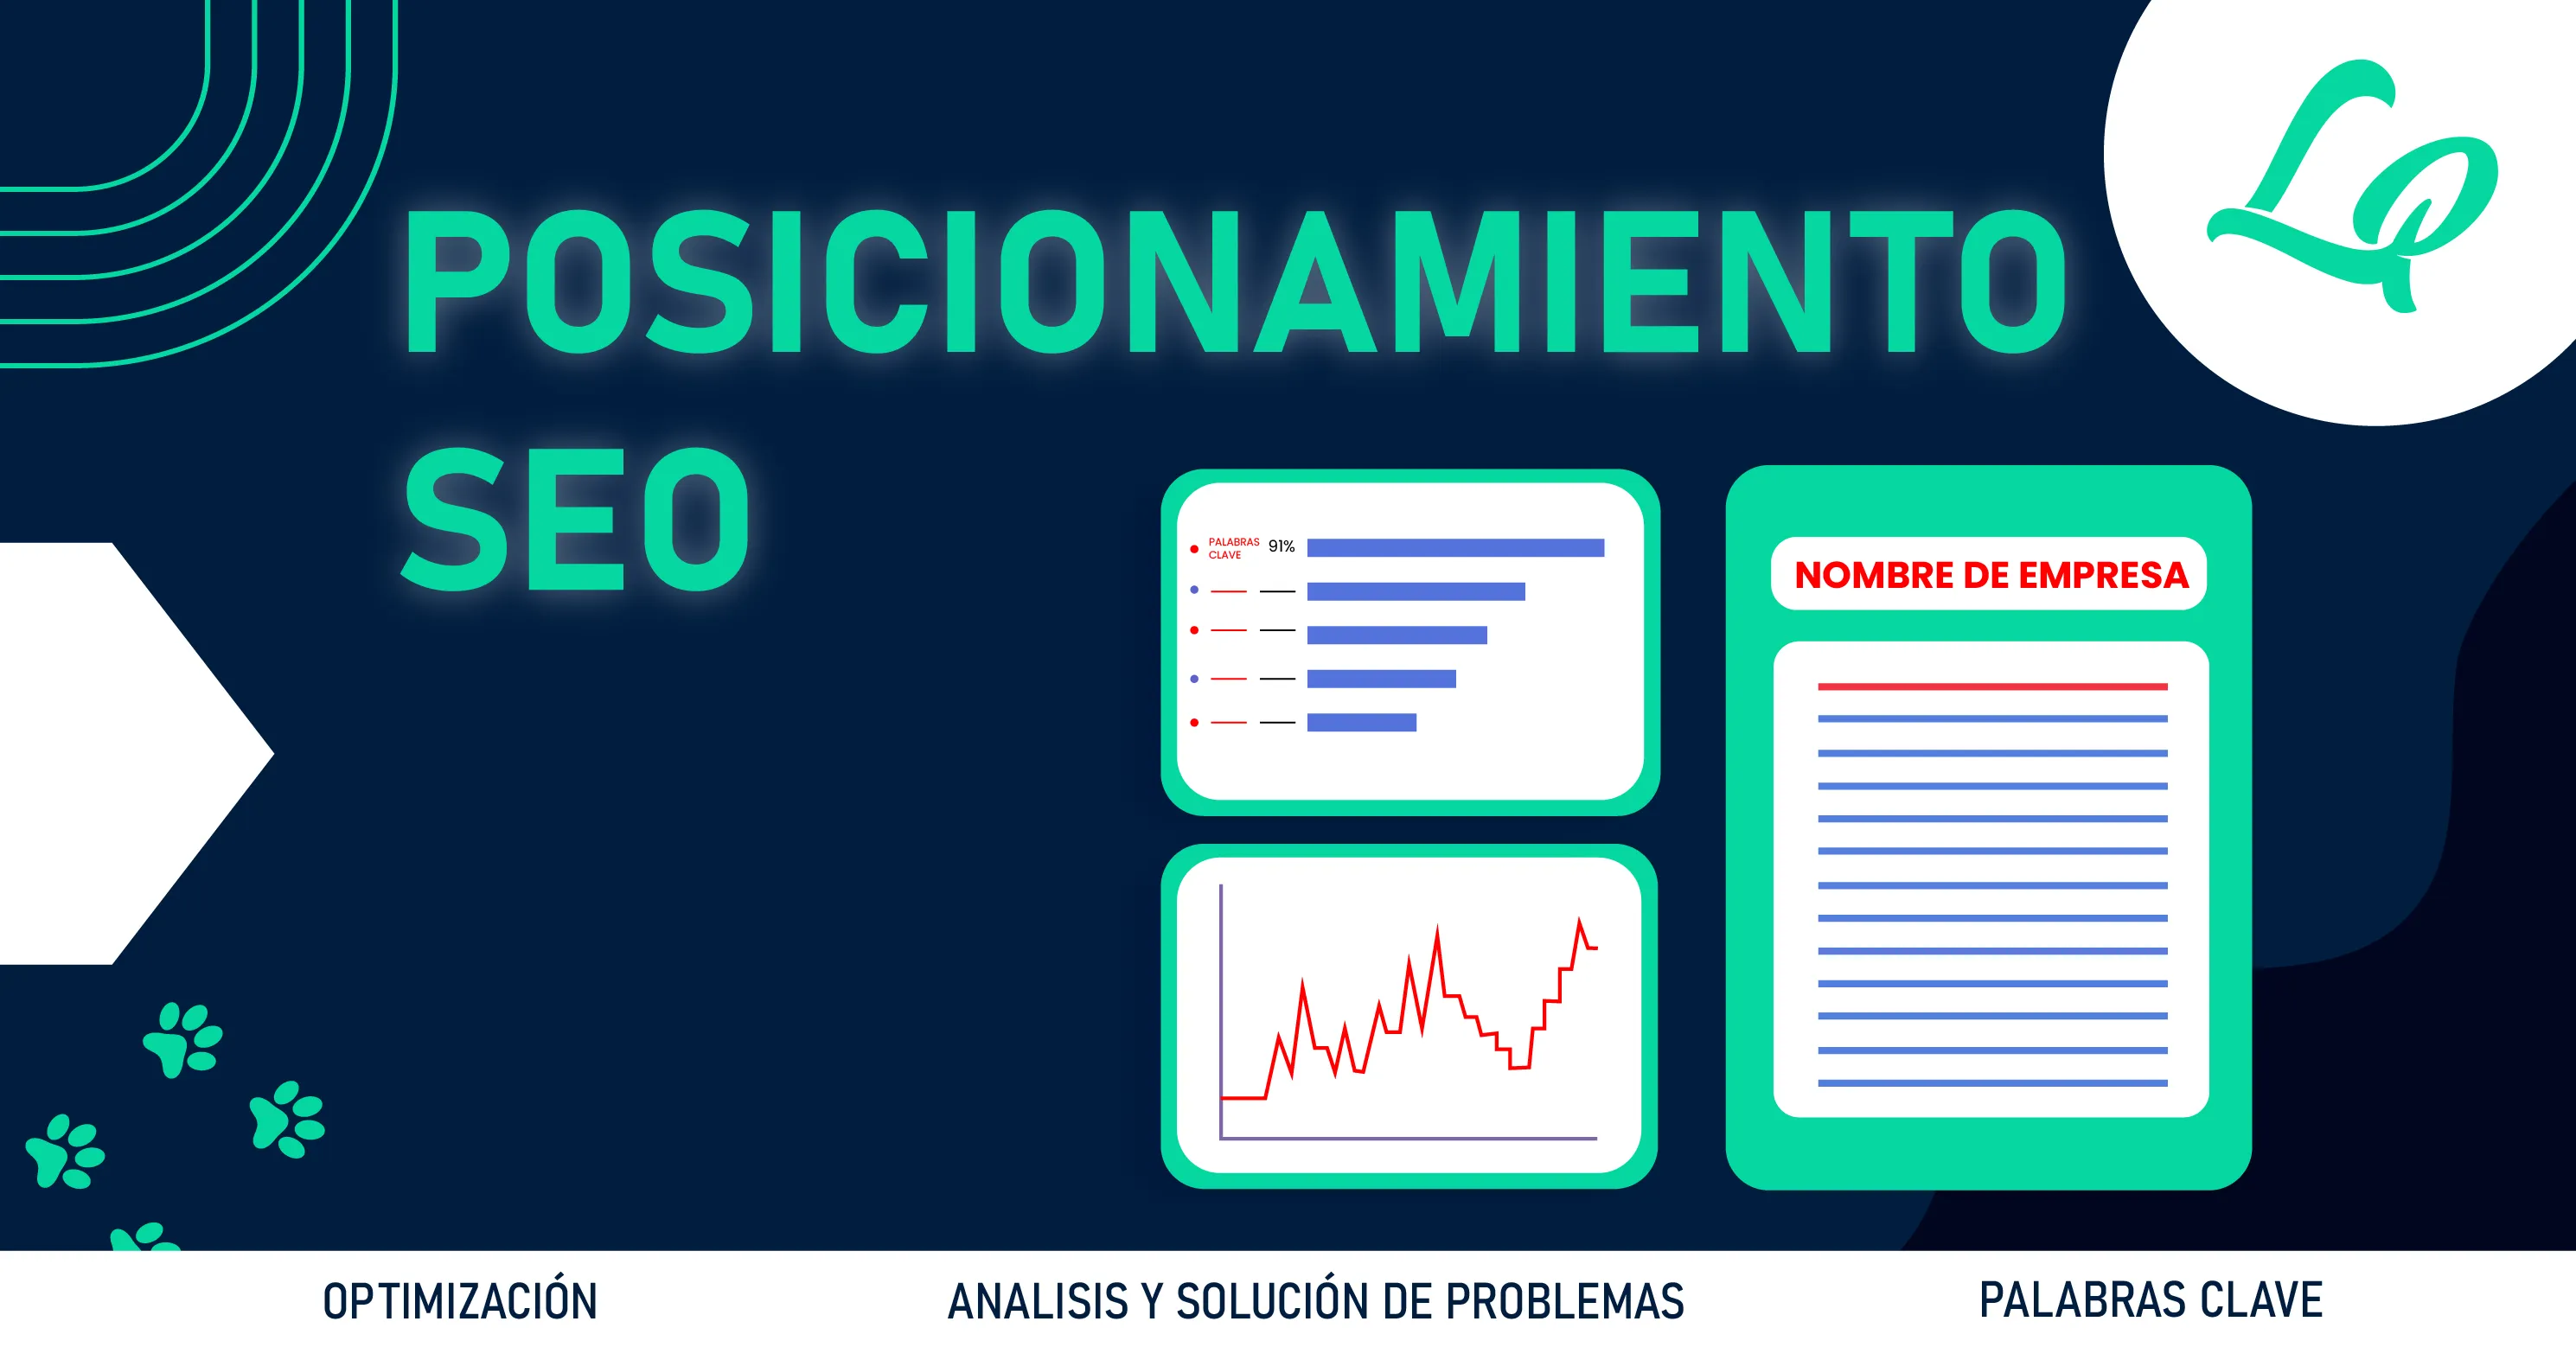 LQ
POSICIONAMIENTO
SEO
PALABRAS
CLAVE
91%
NOMBRE DE EMPRESA
OPTIMIZACIÓN
ANALISIS Y SOLUCIÓN DE PROBLEMAS
PALABRAS CLAVE